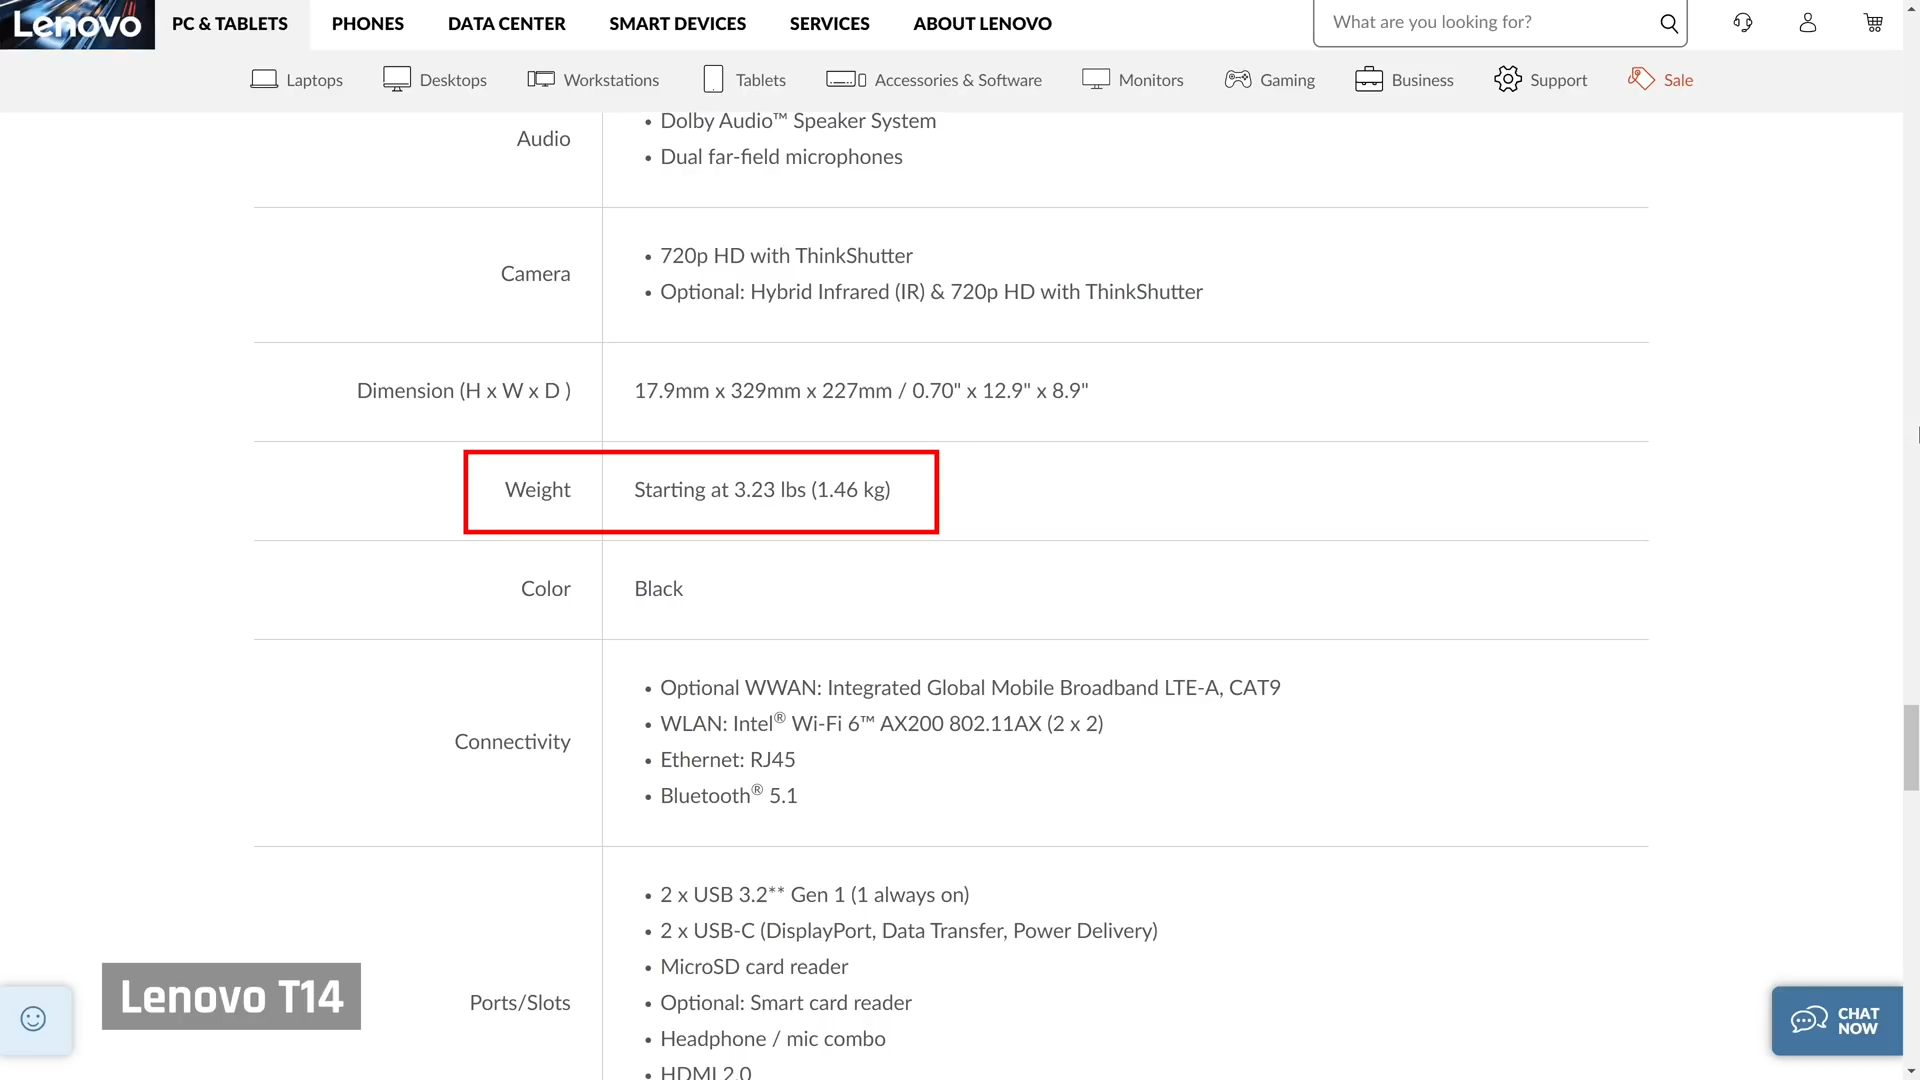 Lenovo
PC & TABLETS
PHONES
DATA CENTER
SMART DEVICES
SERVICES
ABOUT LENOVO
What are you looking for?
Laptops
Desktops
Workstations
Tablets
Accessories & Software
Monitors
Gaming
Business
Support
Sale
Audio
• Dolby Audio™ Speaker System
• Dual far-field microphones
Camera
• 720p HD with ThinkShutter
• Optional: Hybrid Infrared (IR) & 720p HD with ThinkShutter
Dimension (H x W x D )
17.9mm x 329mm x 227mm / 0.70" x 12.9" x 8.9"
Weight
Starting at 3.23 lbs (1.46 kg)
Color
Black
Connectivity
• Optional WWAN: Integrated Global Mobile Broadband LTE-A, CAT9
• WLAN: Intel® Wi-Fi 6™ AX200 802.11AX (2 x 2)
• Ethernet: RJ45
• Bluetooth® 5.1
Ports/Slots
• 2 x USB 3.2** Gen 1 (1 always on)
• 2 x USB-C (DisplayPort, Data Transfer, Power Delivery)
• MicroSD card reader
• Optional: Smart card reader
• Headphone / mic combo
• HDMI 2.0
Lenovo T14
CHAT
NOW